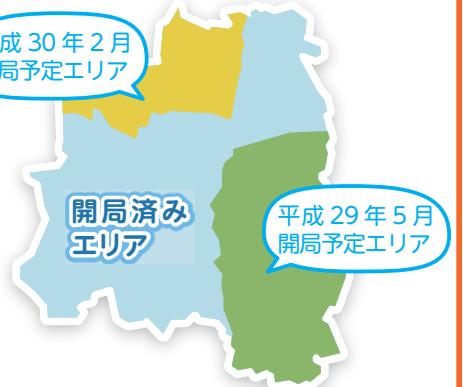 成 30 年 2 月
局予定エリア
開局済み
エリア
平成 29 年 5 月
開局予定エリア